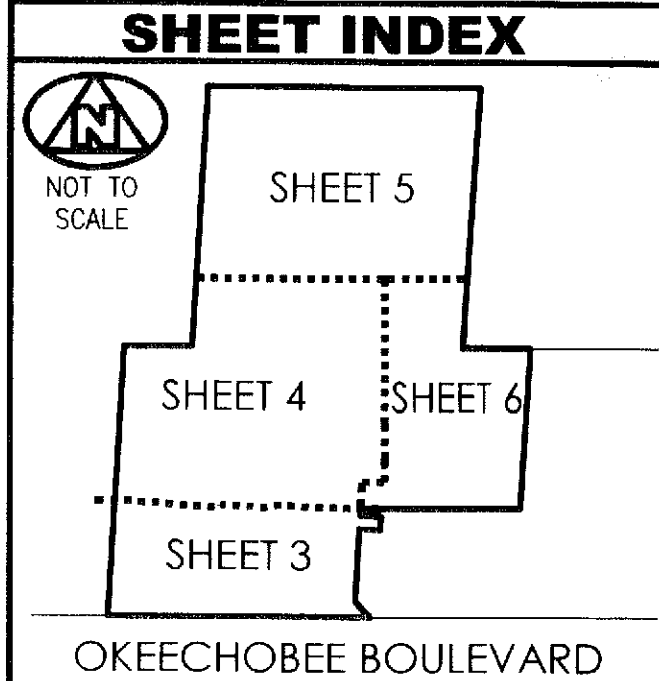 SHEET INDEX
N
NOT TO
SCALE
SHEET 5
SHEET 4
SHEET 6
SHEET 3
OKEECHOBEE BOULEVARD